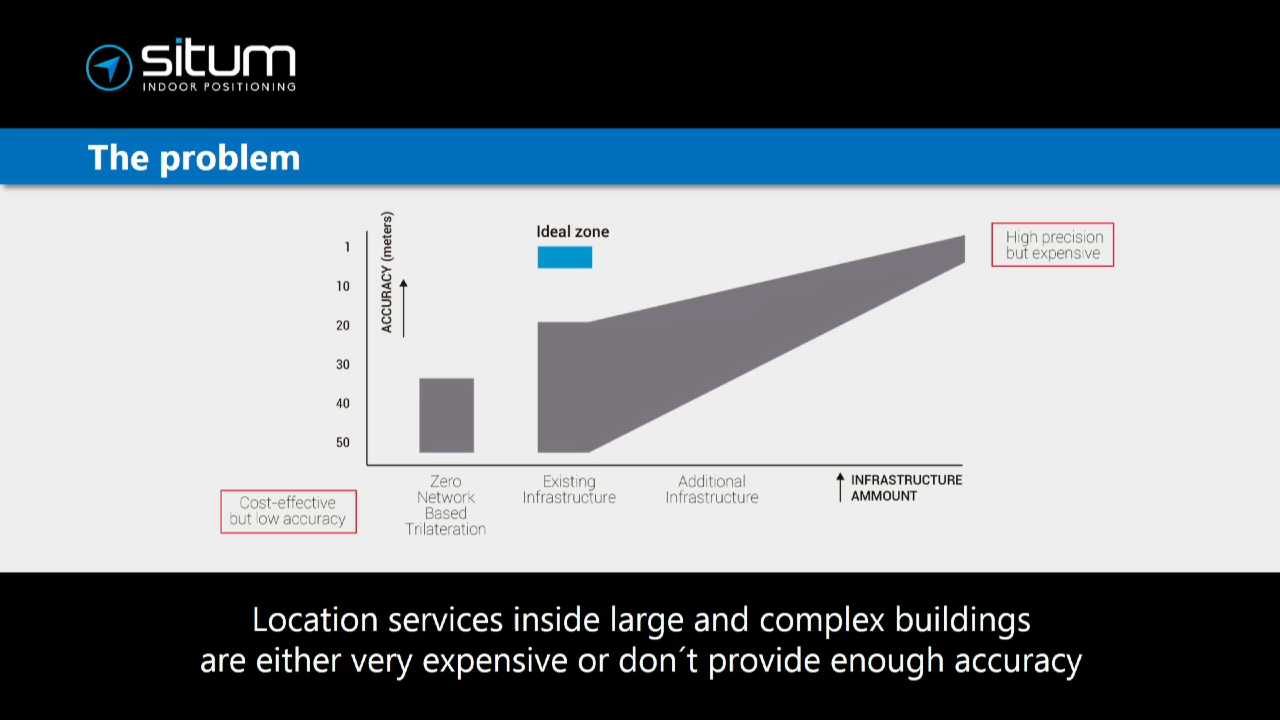 situm
INDOOR POSITIONING
The problem
ACCURACY (meters)
1
10
20
30
40
50
Ideal zone
High precision
but expensive
Cost-effective
but low accuracy
Zero
Network
Based
Trilateration
Existing
Infrastructure
Additional
Infrastructure
INFRASTRUCTURE
AMMOUNT
Location services inside large and complex buildings
are either very expensive or don´t provide enough accuracy